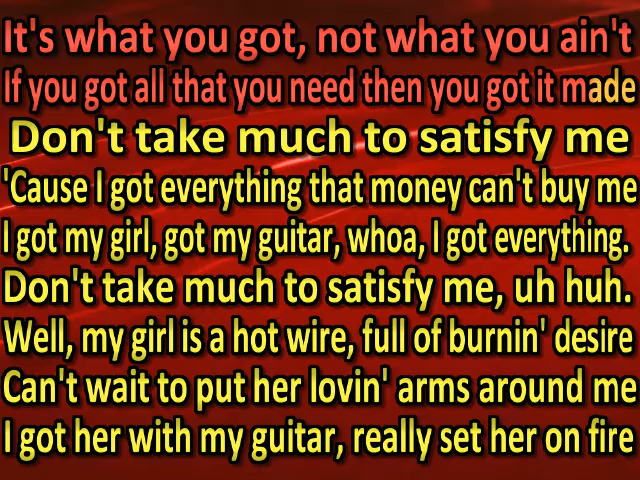 It's what you got, not what you ain't
If you got all that you need then you got it made
Don't take much to satisfy me
'Cause I got everything that money can't buy me
I got my girl, got my guitar, whoa, I got everything.
Don't take much to satisfy me, uh huh.
Well, my girl is a hot wire, full of burnin' desire
Can't wait to put her lovin' arms around me
I got her with my guitar, really set her on fire